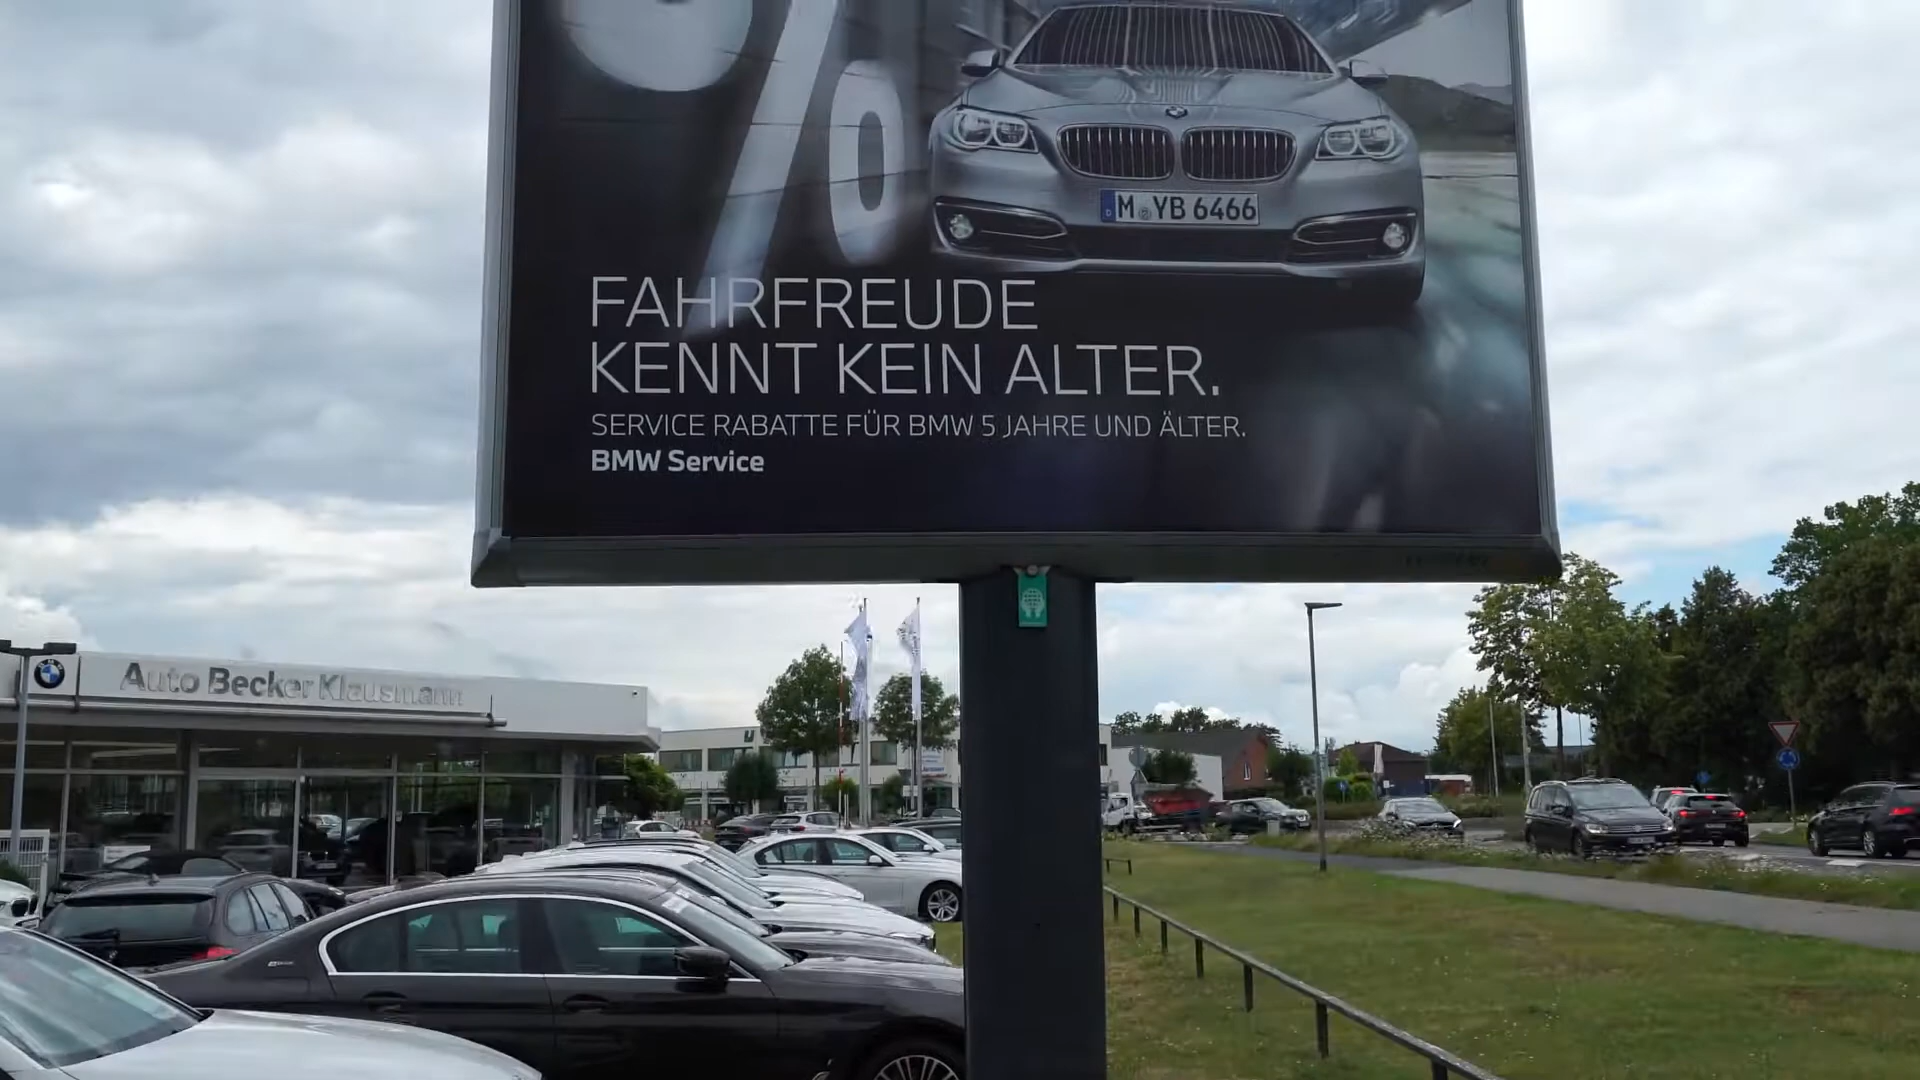 %
M YB 6466
FAHRFREUDE
KENNT KEIN ALTER.
SERVICE RABATTE FÜR BMW 5 JAHRE UND ÄLTER.
BMW Service
Auto Becker Klausmann